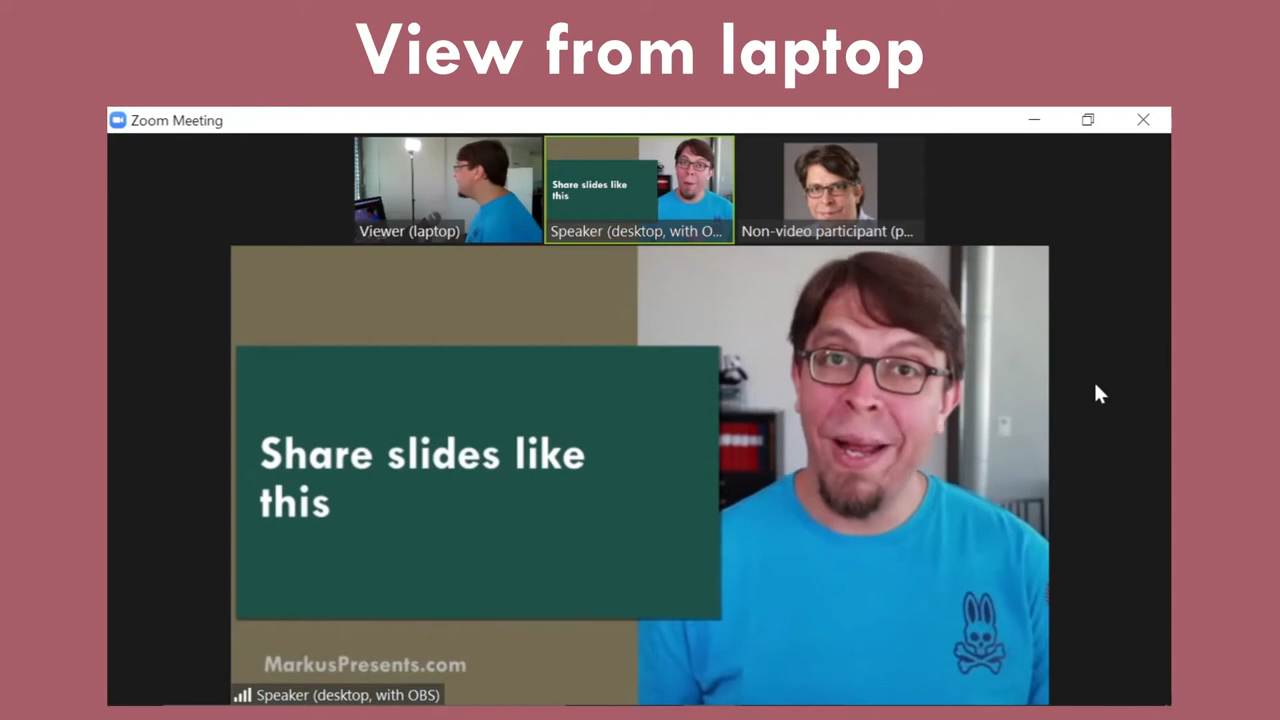 View from laptop
Zoom Meeting
Viewer (laptop)
Share slides like
this
Speaker (desktop, with O...
Non-video participant (p...
Share slides like
this
MarkusPresents.com
Speaker (desktop, with OBS)